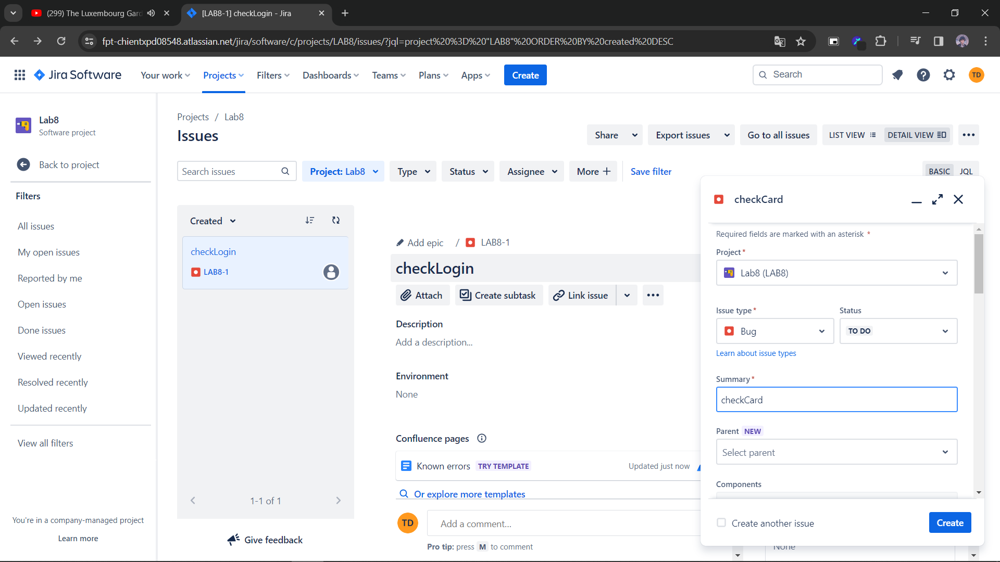 (299) The Luxembourg Gard
[LAB8-1] checkLogin - Jira
fpt-chientxpd08548.atlassian.net/jira/software/c/projects/LAB8/issues/?jql=project%20%3D%20"LAB8"%20ORDER%20BY%20created%20DESC
Jira Software
Your work
Projects
Filters
Dashboards
Teams
Plans
Apps
Create
Search
TD
Lab8
Software project
Back to project
Filters
All issues
My open issues
Reported by me
Open issues
Done issues
Viewed recently
Resolved recently
Updated recently
View all filters
You're in a company-managed project
Learn more
Projects / Lab8
Issues
Share
Export issues
Go to all issues
LIST VIEW
DETAIL VIEW
Search issues
Project: Lab8
Type
Status
Assignee
More
Save filter
BASIC
JQL
Created
checkLogin
LAB8-1
1-1 of 1
Give feedback
Add epic / LAB8-1
checkLogin
Attach
Create subtask
Link issue
Description
Add a description...
Environment
None
Confluence pages
Known errors TRY TEMPLATE
Updated just now
Or explore more templates
TD
Add a comment...
Pro tip: press M to comment
checkCard
Required fields are marked with an asterisk *
Project *
Lab8 (LAB8)
Issue type *
Status
Bug
TO DO
Learn about issue types
Summary *
checkCard
Parent NEW
Select parent
Components
Create another issue
Create
None